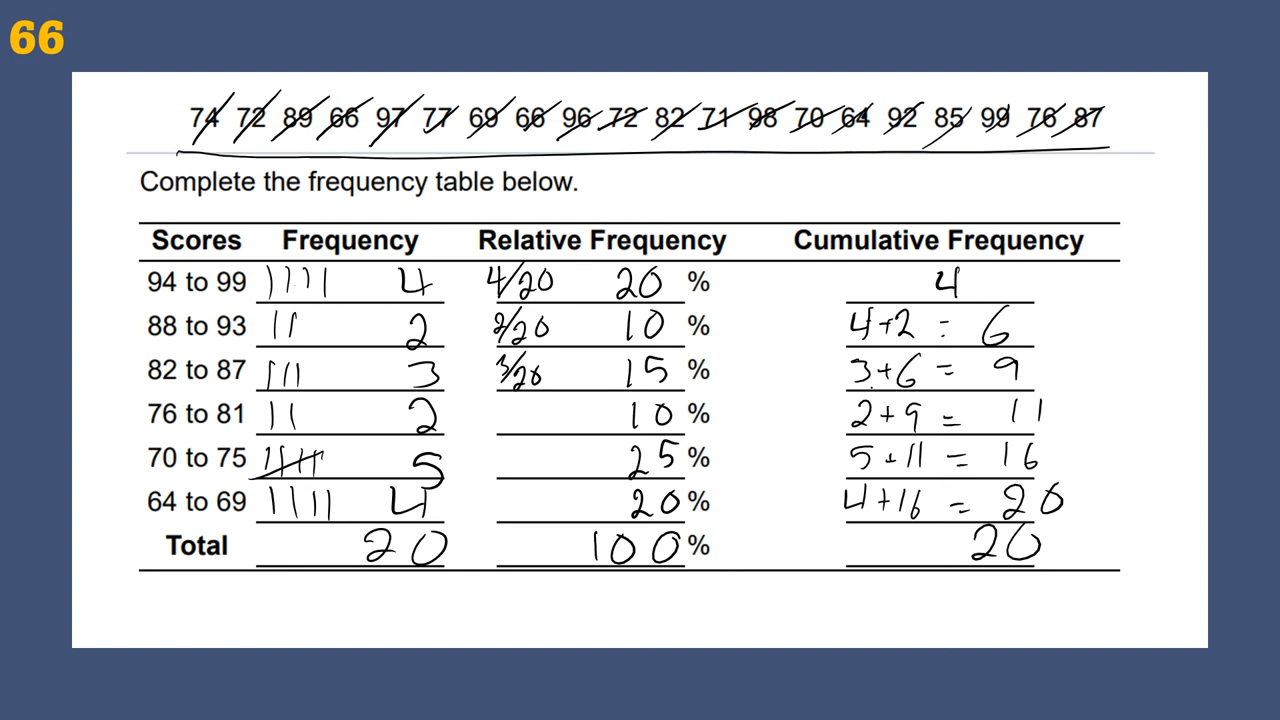 66
74 72 89 66 97 77 69 66 96 72 82 71 98 70 64 92 85 99 76 87
Complete the frequency table below.
Scores Frequency Relative Frequency Cumulative Frequency
94 to 99 |||| 4 4/20 20 % 4
88 to 93 || 2 2/20 10 % 4+2 = 6
82 to 87 ||| 3 3/20 15 % 3+6 = 9
76 to 81 || 2 10 % 2+9 = 11
70 to 75 |||| 5 25 % 5+11 = 16
64 to 69 |||| 4 20 % 4+16 = 20
Total 20 100 % 20